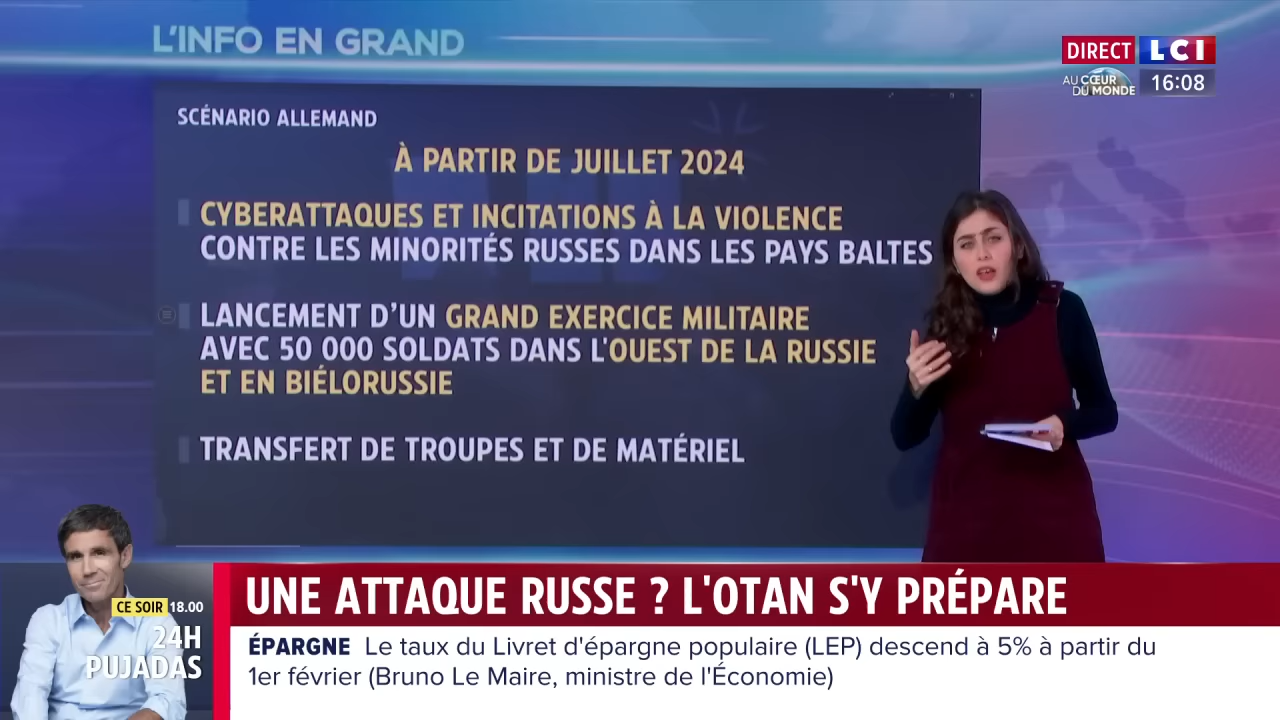 L'INFO EN GRAND
DIRECT LCI
AU CŒUR
DU MONDE
16:08
SCÉNARIO ALLEMAND
À PARTIR DE JUILLET 2024
CYBERATTAQUES ET INCITATIONS À LA VIOLENCE
CONTRE LES MINORITÉS RUSSES DANS LES PAYS BALTES
LANCEMENT D’UN GRAND EXERCICE MILITAIRE
AVEC 50 000 SOLDATS DANS L'OUEST DE LA RUSSIE
ET EN BIÉLORUSSIE
TRANSFERT DE TROUPES ET DE MATÉRIEL
CE SOIR 18.00
24H
PUJADAS
UNE ATTAQUE RUSSE ? L'OTAN S'Y PRÉPARE
ÉPARGNE Le taux du Livret d'épargne populaire (LEP) descend à 5% à partir du
1er février (Bruno Le Maire, ministre de l'Économie)